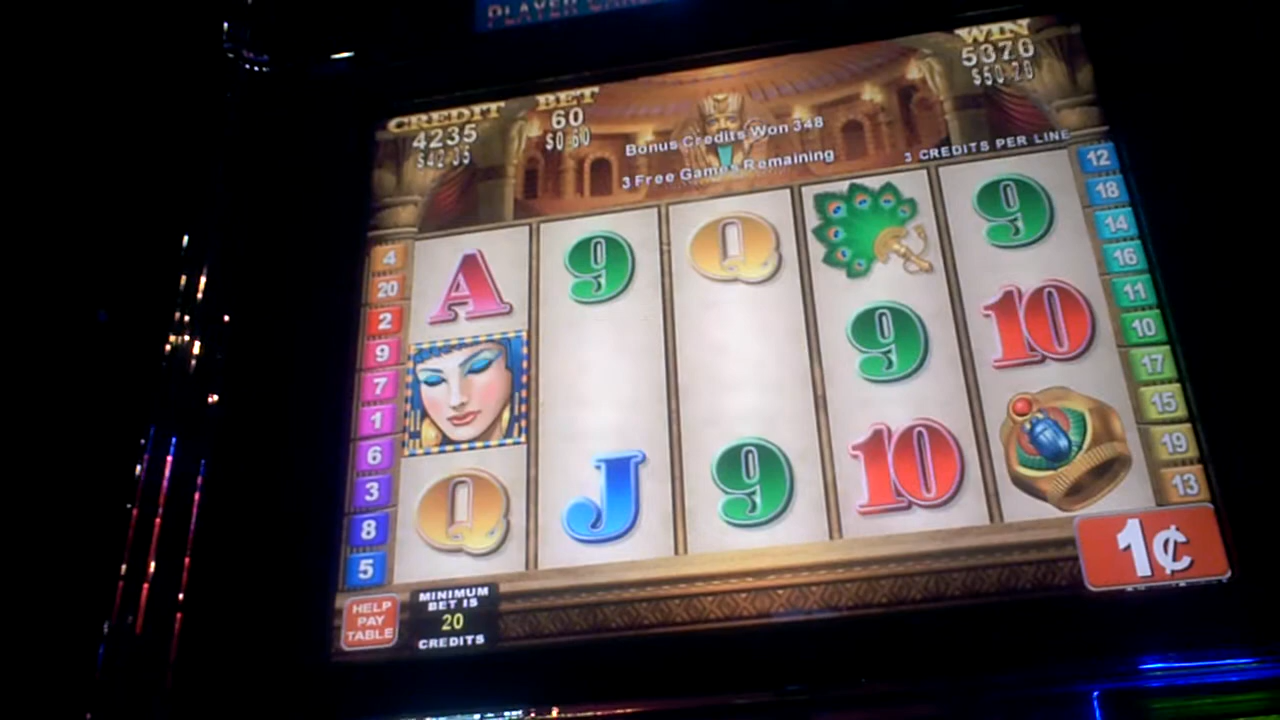 PLAYER
CREDIT
4235
$42.35
BET
60
$0.60
WIN
5370
Bonus Credits Won 348
3 Free Games Remaining
3 CREDITS PER LINE
4
20
2
9
7
1
6
3
8
5
A
9
Q
9
9
10
Q
J
9
10
12
18
14
16
11
10
17
15
19
13
HELP
PAY
TABLE
MINIMUM
BET IS
20
CREDITS
1¢